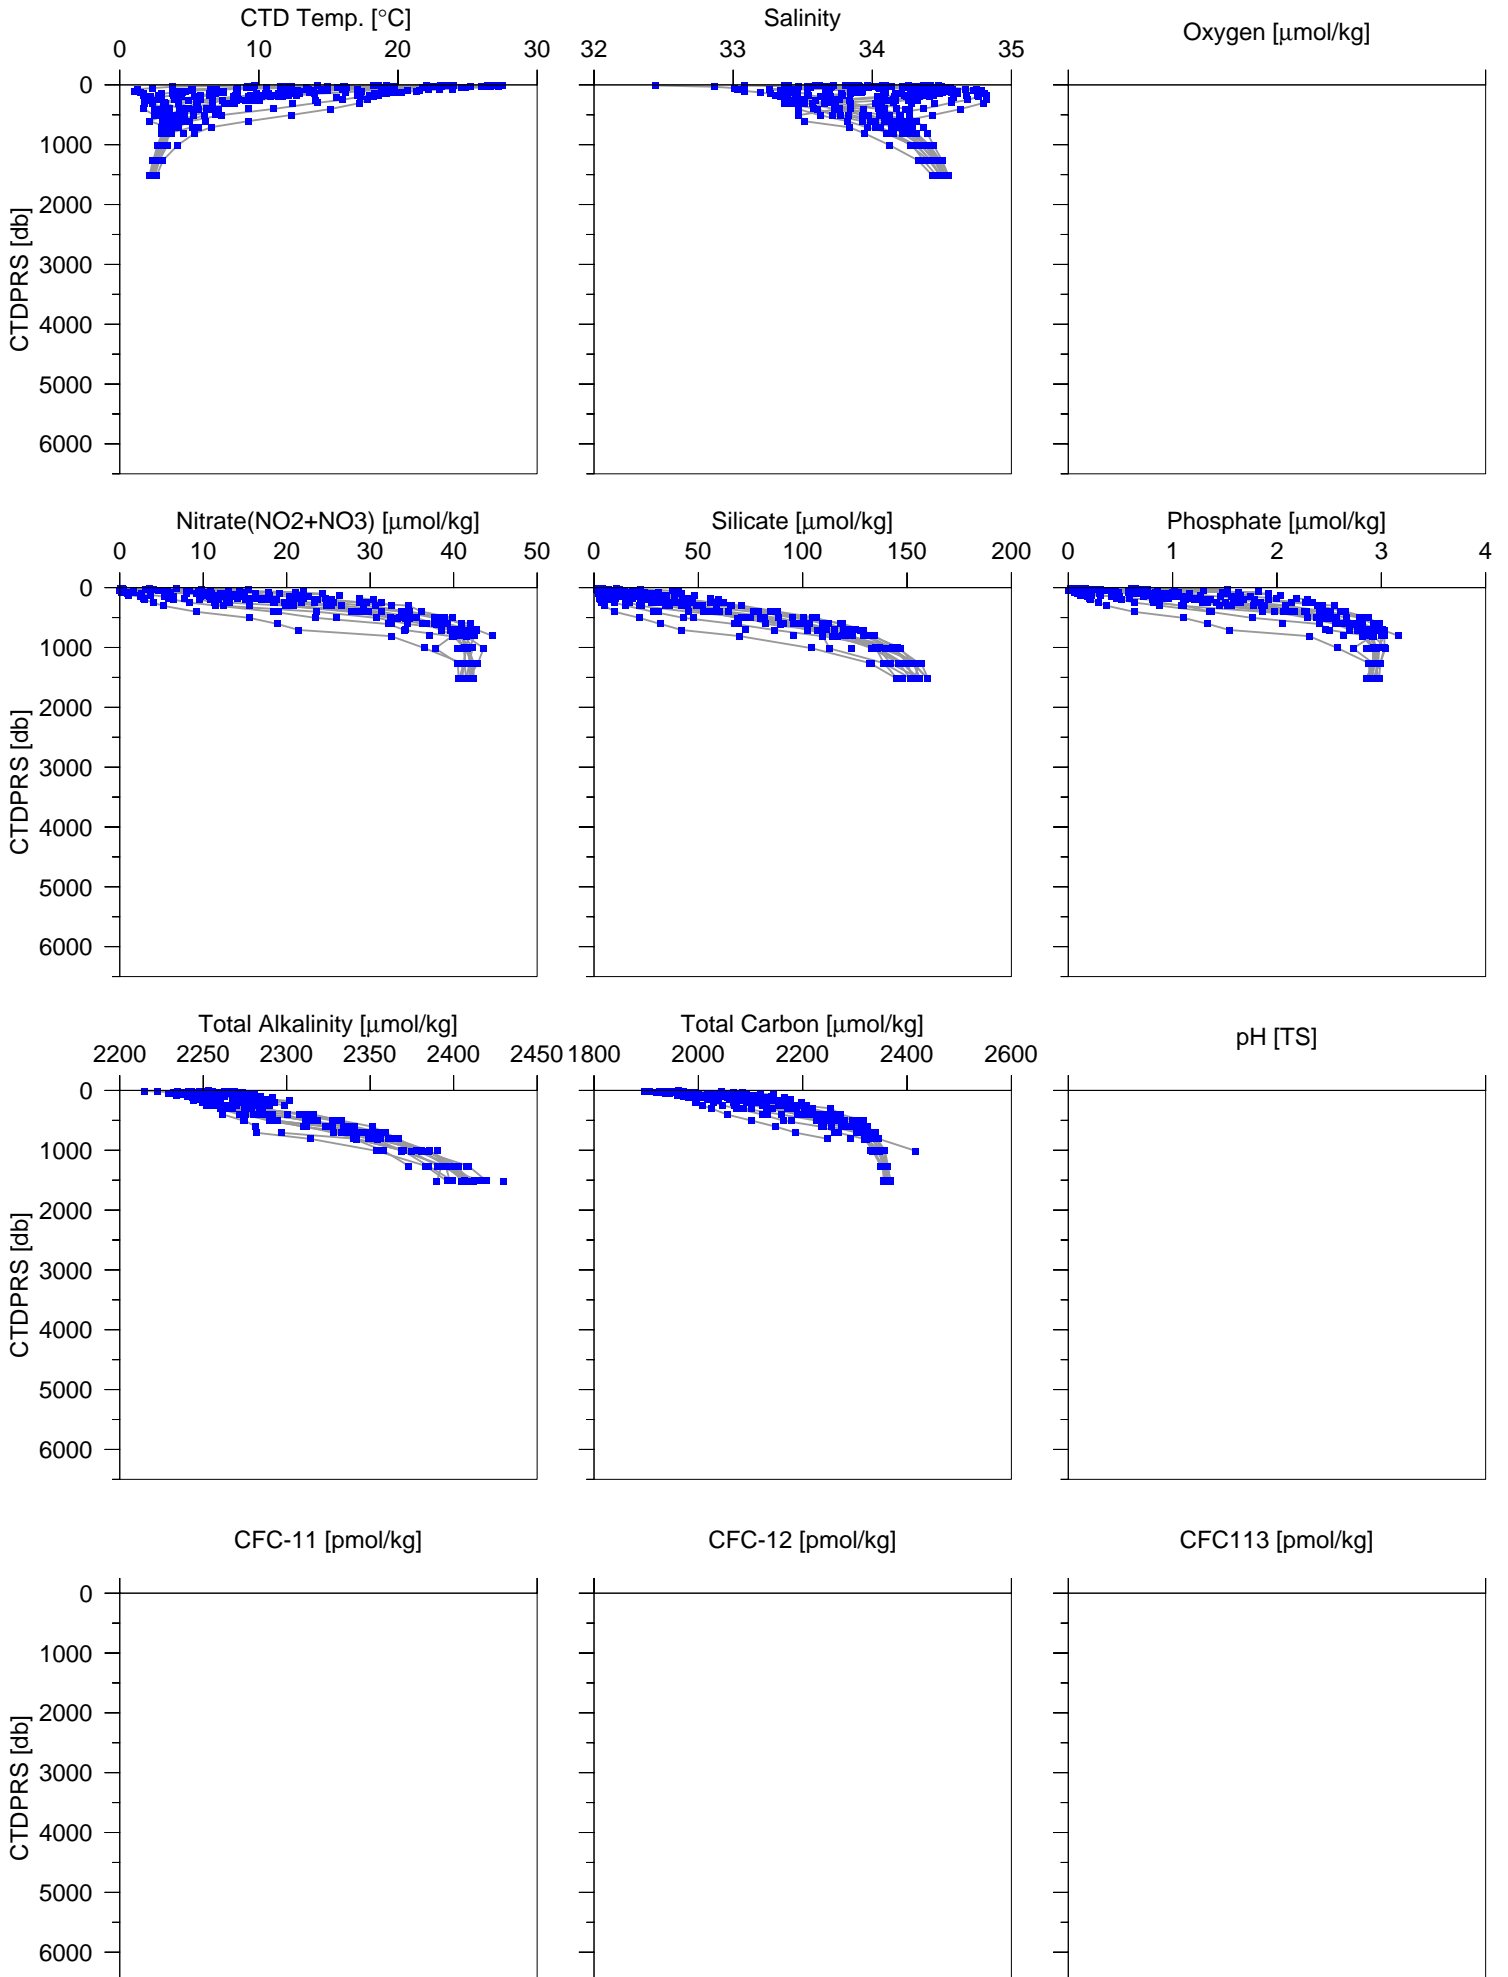 CTD Temp. [°C] Salinity Oxygen [μmol/kg]
0 10 20 30 32 33 34 35
0
1000
2000
3000
4000
5000
6000
CTDPRS [db]
Nitrate(NO2+NO3) [μmol/kg] Silicate [μmol/kg] Phosphate [μmol/kg]
0 10 20 30 40 50 0 50 100 150 200 0 1 2 3 4
0
1000
2000
3000
4000
5000
6000
CTDPRS [db]
Total Alkalinity [μmol/kg] Total Carbon [μmol/kg] pH [TS]
2200 2250 2300 2350 2400 2450 1800 2000 2200 2400 2600
0
1000
2000
3000
4000
5000
6000
CTDPRS [db]
CFC-11 [pmol/kg] CFC-12 [pmol/kg] CFC113 [pmol/kg]
0
1000
2000
3000
4000
5000
6000
CTDPRS [db]